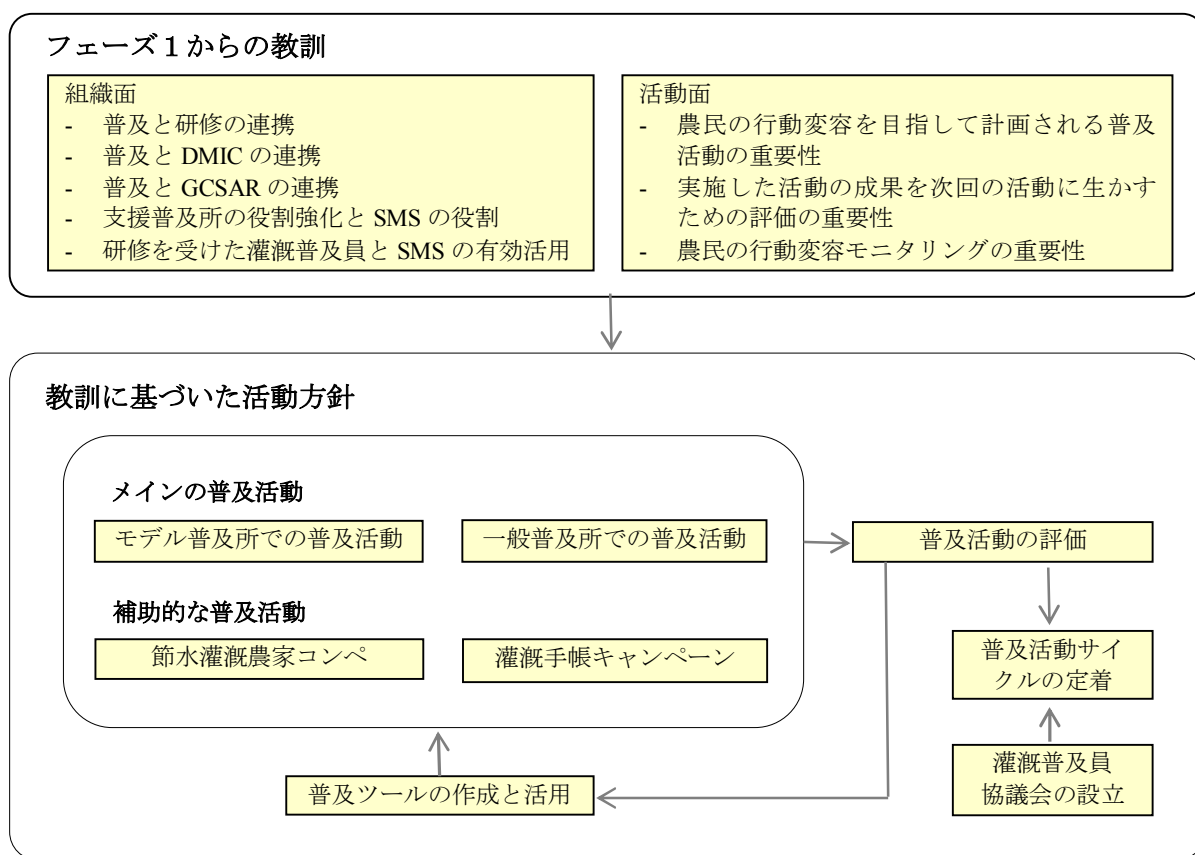 フェーズ１からの教訓
組織面
- 普及と研修の連携
- 普及と DMIC の連携
- 普及と GCSAR の連携
- 支援普及所の役割強化と SMS の役割
- 研修を受けた灌漑普及員と SMS の有効活用
活動面
- 農民の行動変容を目指して計画される普及
活動の重要性
- 実施した活動の成果を次回の活動に生かす
ための評価の重要性
- 農民の行動変容モニタリングの重要性
教訓に基づいた活動方針
メインの普及活動
モデル普及所での普及活動
一般普及所での普及活動
補助的な普及活動
節水灌漑農家コンペ
灌漑手帳キャンペーン
普及活動の評価
普及活動サイ
クルの定着
灌漑普及員
協議会の設立
普及ツールの作成と活用